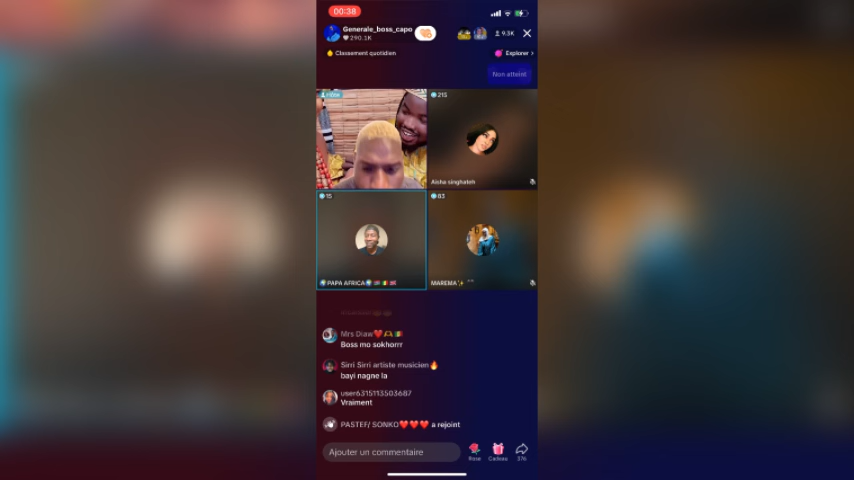 00:38
Generale_boss_capo
290.1K
9.3K
Classement quotidien
Explorer >
Non atteint
Hôte
215
Aisha singhateh
15
83
PAPA AFRICA
MAREMA
Mrs Diaw
Boss mo sokhorrr
Sirri Sirri artiste musicien
bayi nagne la
user6315113503687
Vraiment
PASTEF/ SONKO❤️❤️❤️ a rejoint
Ajouter un commentaire
Rose
Cadeau
376